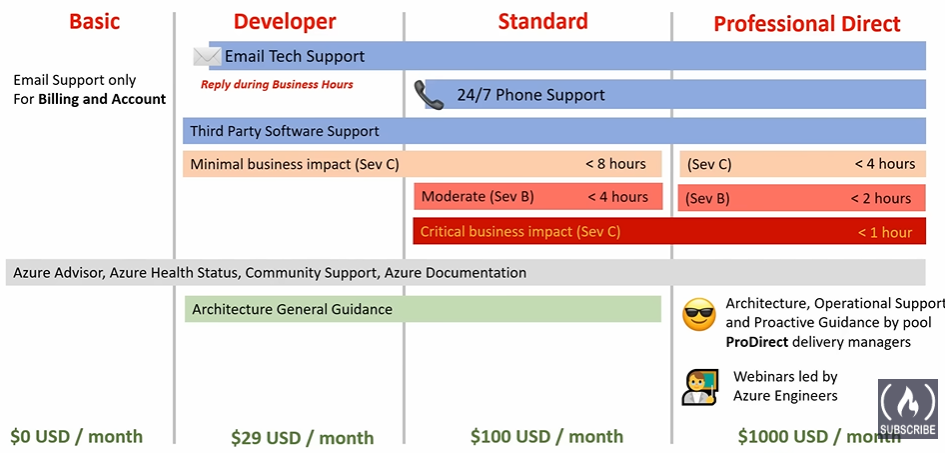 Basic
Developer
Standard
Professional Direct
Email Tech Support
Reply during Business Hours
Email Support only
For Billing and Account
24/7 Phone Support
Third Party Software Support
Minimal business impact (Sev C) < 8 hours
(Sev C) < 4 hours
Moderate (Sev B) < 4 hours
(Sev B) < 2 hours
Critical business impact (Sev C) < 1 hour
Azure Advisor, Azure Health Status, Community Support, Azure Documentation
Architecture General Guidance
Architecture, Operational Support
and Proactive Guidance by pool
ProDirect delivery managers
Webinars led by
Azure Engineers
$0 USD / month
$29 USD / month
$100 USD / month
$1000 USD / month
SUBSCRIBE